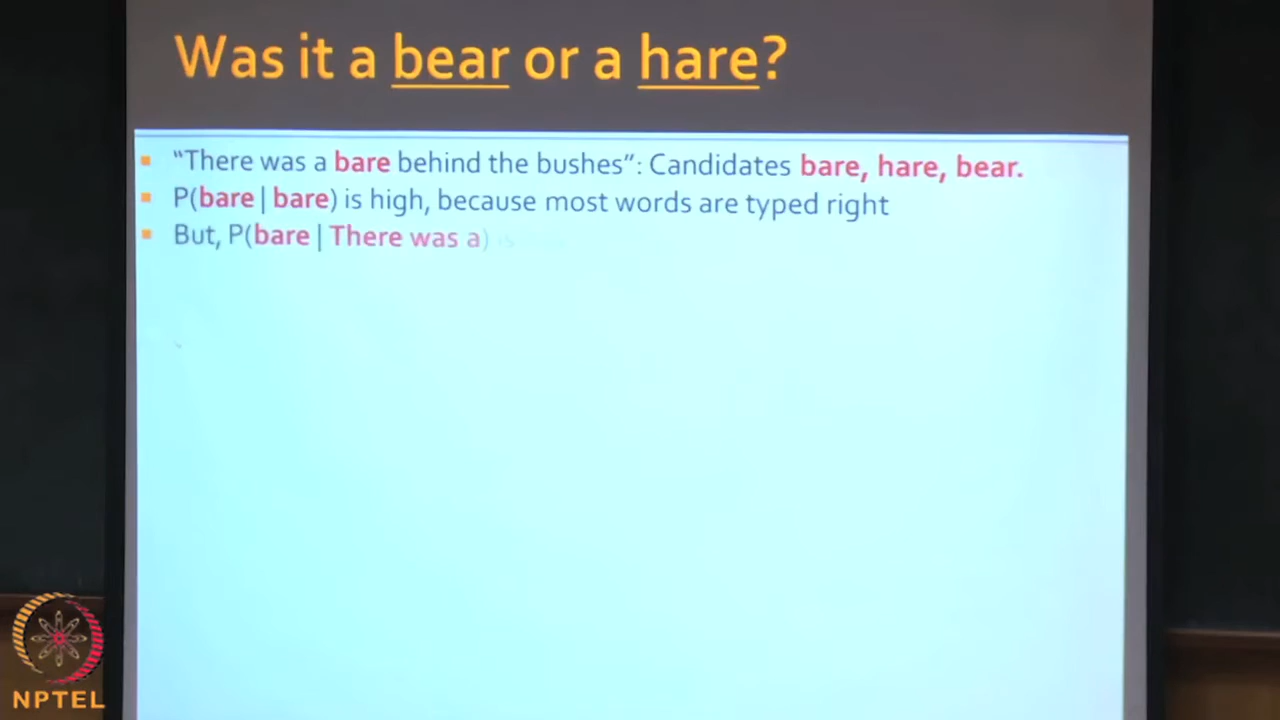 Was it a bear or a hare?
▪ “There was a bare behind the bushes”: Candidates bare, hare, bear.
▪ P(bare | bare) is high, because most words are typed right
▪ But, P(bare | There was a) is
NPTEL